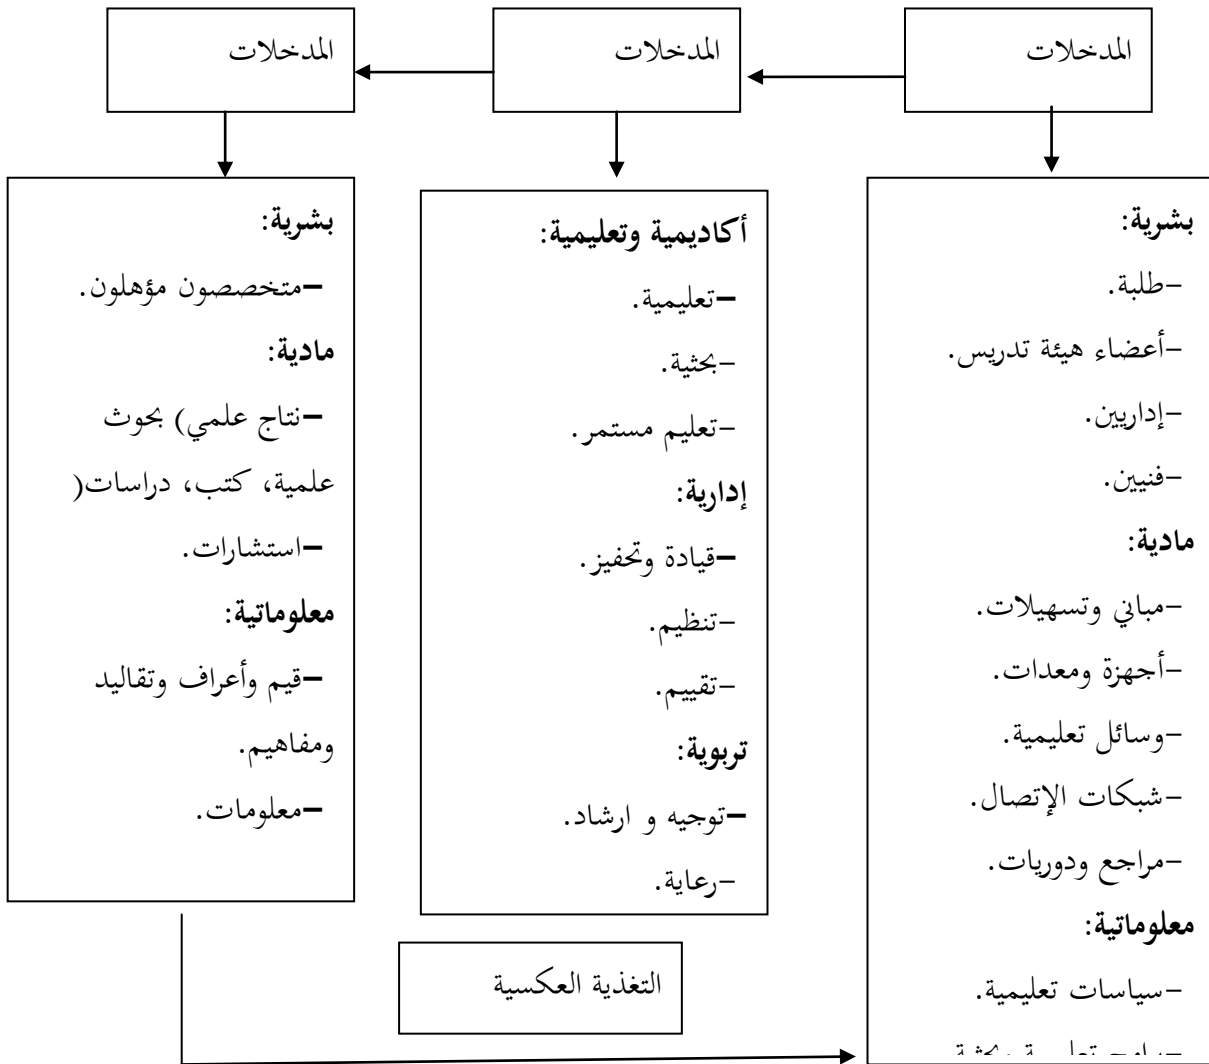 المدخلات
المدخلات
المدخلات
بشرية:
-طلبة.
-أعضاء هيئة تدريس.
-إداريين.
-فنيين.
مادية:
-مباني وتسهيلات.
-أجهزة ومعدات.
-وسائل تعليمية.
-شبكات الإتصال.
-مراجع ودوريات.
معلوماتية:
-سياسات تعليمية.
أكاديمية وتعليمية:
-تعليمية.
-بحثية.
-تعليم مستمر.
إدارية:
-قيادة وتحفيز.
-تنظيم.
-تقييم.
تربوية:
-توجيه و ارشاد.
-رعاية.
بشرية:
-متخصصون مؤهلون.
مادية:
-نتاج علمي) بحوث
علمية، كتب، دراسات(
-استشارات.
معلوماتية:
-قيم وأعراف وتقاليد
ومفاهيم.
-معلومات.
التغذية العكسية